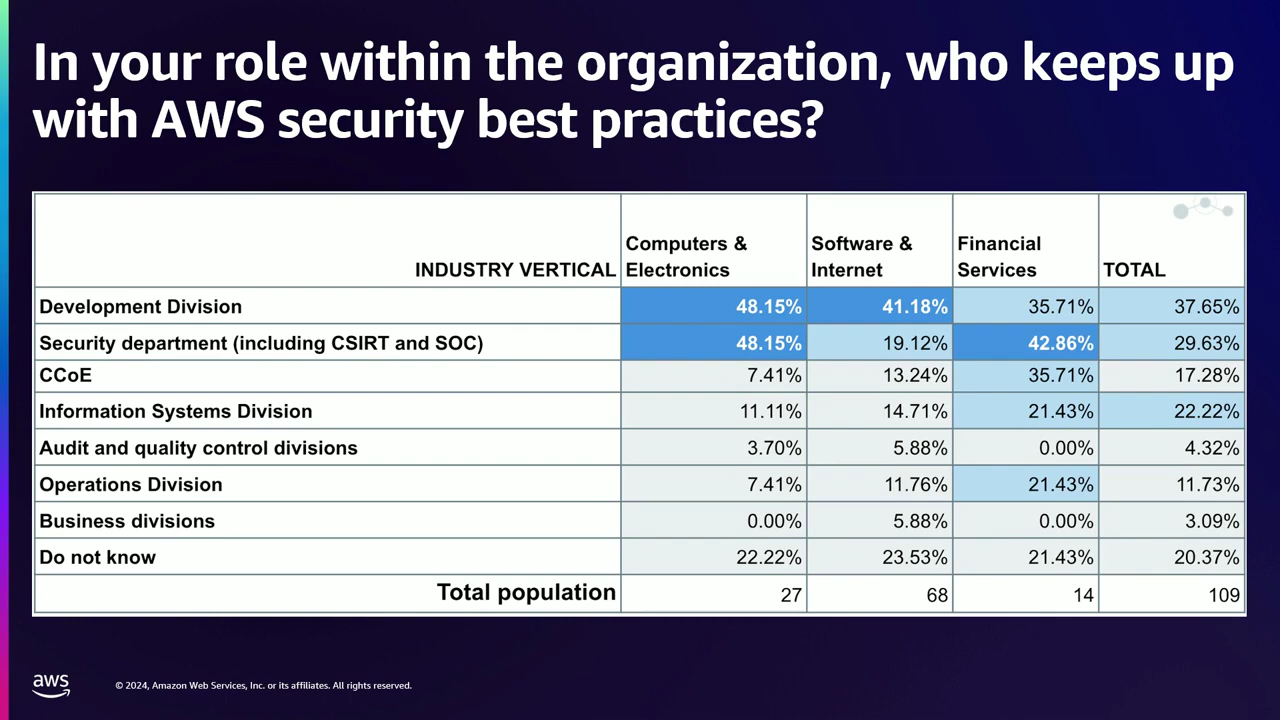 In your role within the organization, who keeps up
with AWS security best practices?
INDUSTRY VERTICAL Computers & Electronics Software & Internet Financial Services TOTAL
Development Division 48.15% 41.18% 35.71% 37.65%
Security department (including CSIRT and SOC) 48.15% 19.12% 42.86% 29.63%
CCoE 7.41% 13.24% 35.71% 17.28%
Information Systems Division 11.11% 14.71% 21.43% 22.22%
Audit and quality control divisions 3.70% 5.88% 0.00% 4.32%
Operations Division 7.41% 11.76% 21.43% 11.73%
Business divisions 0.00% 5.88% 0.00% 3.09%
Do not know 22.22% 23.53% 21.43% 20.37%
Total population 27 68 14 109
aws
© 2024, Amazon Web Services, Inc. or its affiliates. All rights reserved.